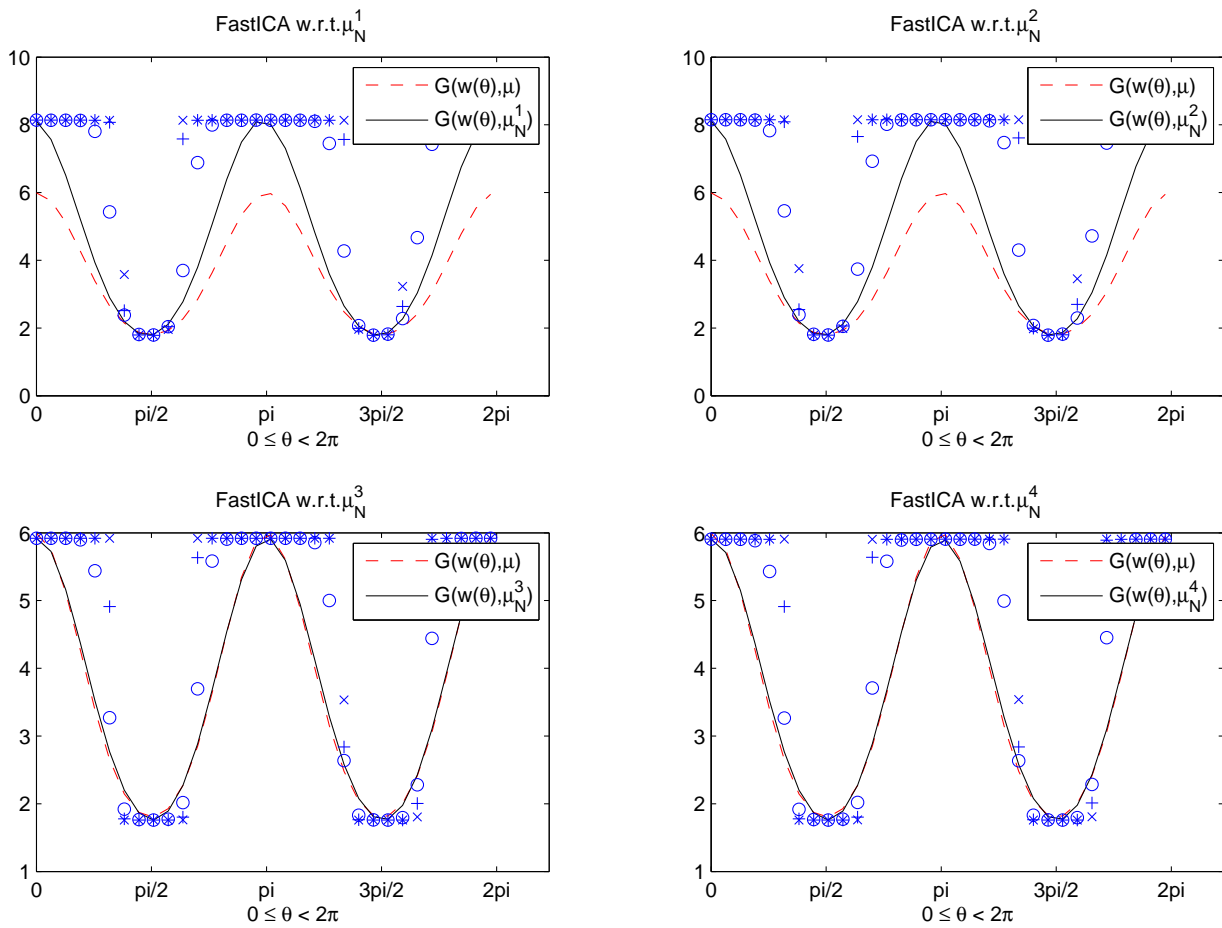 FastICA w.r.t.μ_N^1
10
8
6
4
2
0
G(w(θ),μ)
G(w(θ),μ_N^1)
0 pi/2 pi 3pi/2 2pi
0 ≤ θ < 2π
FastICA w.r.t.μ_N^2
10
8
6
4
2
0
G(w(θ),μ)
G(w(θ),μ_N^2)
0 pi/2 pi 3pi/2 2pi
0 ≤ θ < 2π
FastICA w.r.t.μ_N^3
6
5
4
3
2
1
G(w(θ),μ)
G(w(θ),μ_N^3)
0 pi/2 pi 3pi/2 2pi
0 ≤ θ < 2π
FastICA w.r.t.μ_N^4
6
5
4
3
2
1
G(w(θ),μ)
G(w(θ),μ_N^4)
0 pi/2 pi 3pi/2 2pi
0 ≤ θ < 2π